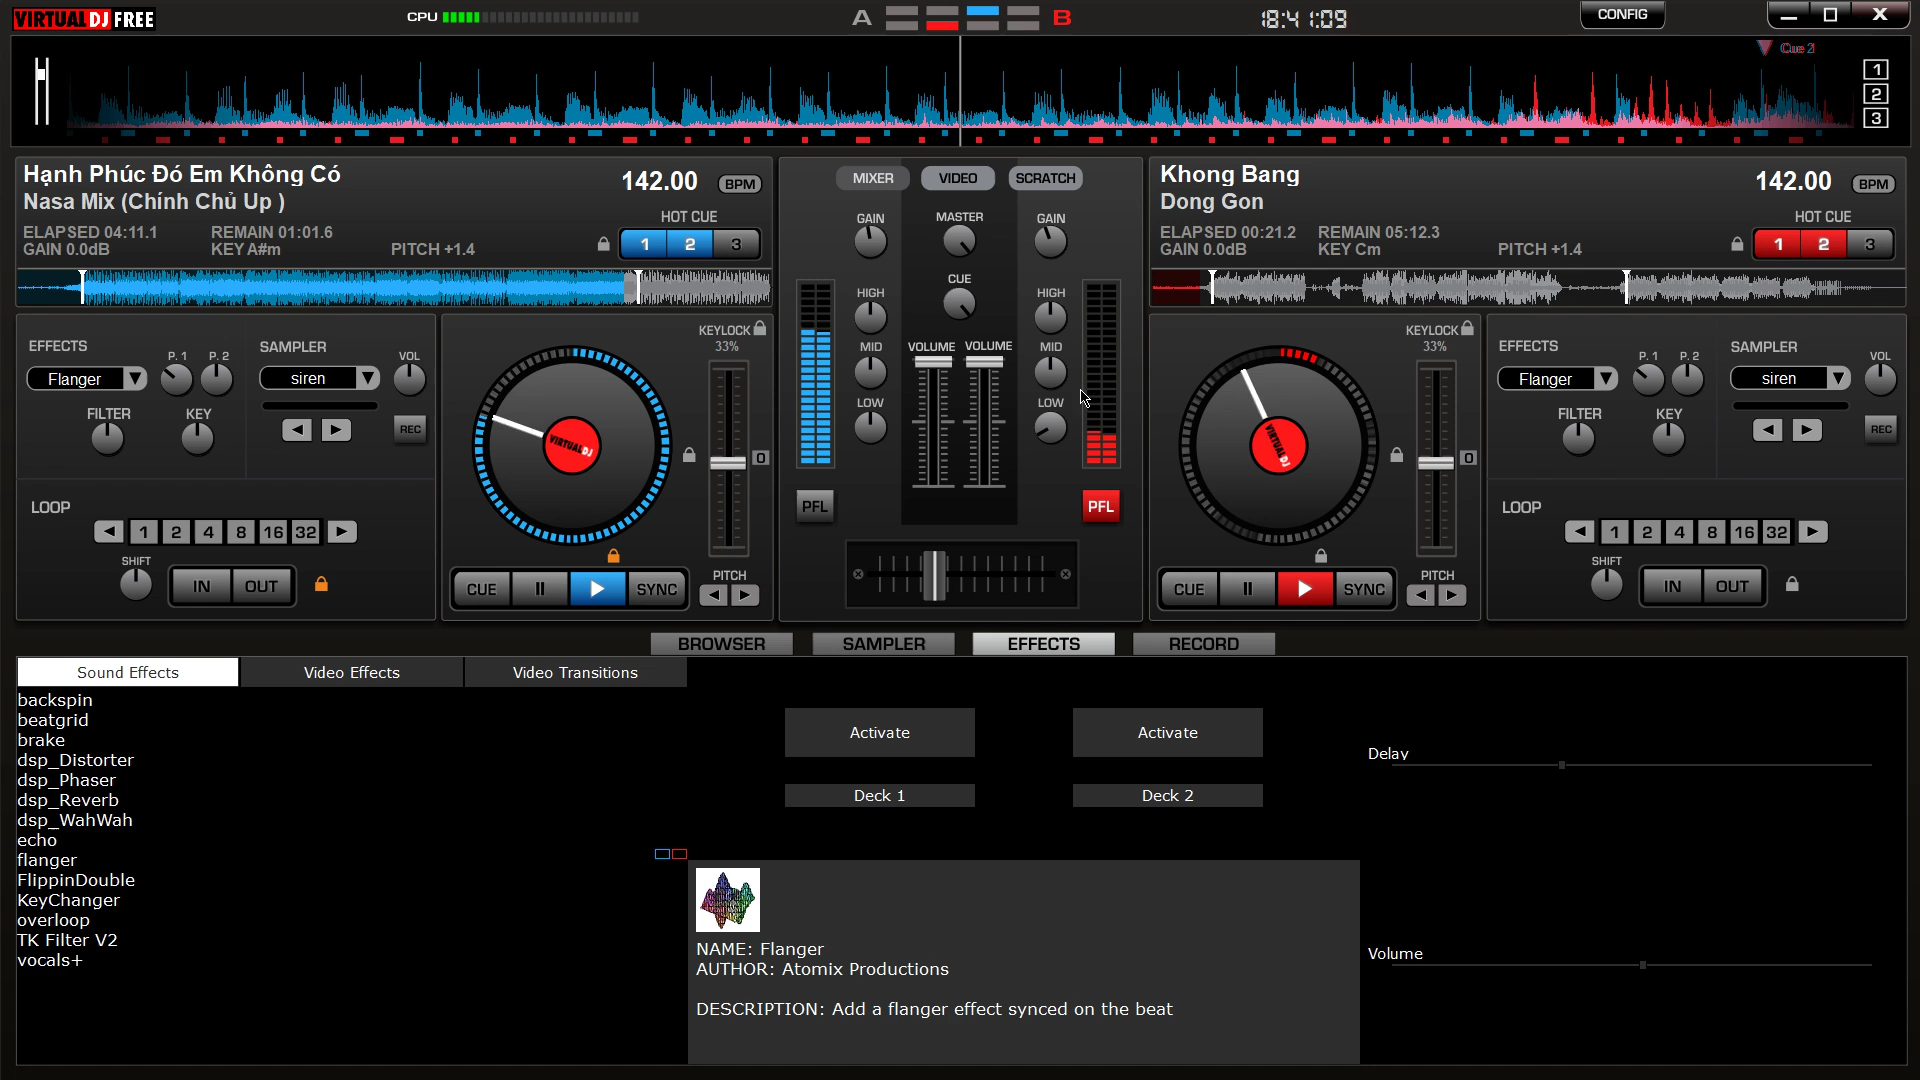 VIRTUAL DJ FREE
CPU
A
B
18:41:09
CONFIG
Cue 2
1
2
3
Hạnh Phúc Đó Em Không Có
Nasa Mix (Chính Chủ Up )
142.00 BPM
HOT CUE
ELAPSED 04:11.1 REMAIN 01:01.6
GAIN 0.0dB KEY A#m PITCH +1.4
1 2 3
MIXER VIDEO SCRATCH
GAIN MASTER GAIN
CUE
HIGH HIGH
MID VOLUME VOLUME MID
LOW LOW
PFL PFL
Khong Bang
Dong Gon
142.00 BPM
HOT CUE
ELAPSED 00:21.2 REMAIN 05:12.3
GAIN 0.0dB KEY Cm PITCH +1.4
1 2 3
EFFECTS P. 1 P. 2 SAMPLER VOL
Flanger siren
FILTER KEY REC
LOOP
1 2 4 8 16 32
SHIFT IN OUT
KEYLOCK
33%
VIRTUAL DJ
0
CUE SYNC PITCH
KEYLOCK
33%
VIRTUAL DJ
0
CUE SYNC PITCH
EFFECTS P. 1 P. 2 SAMPLER VOL
Flanger siren
FILTER KEY REC
LOOP
1 2 4 8 16 32
SHIFT IN OUT
BROWSER SAMPLER EFFECTS RECORD
Sound Effects Video Effects Video Transitions
backspin
beatgrid
brake
dsp_Distorter
dsp_Phaser
dsp_Reverb
dsp_WahWah
echo
flanger
FlippinDouble
KeyChanger
overloop
TK Filter V2
vocals+
Activate Activate
Deck 1 Deck 2
Delay
Volume
NAME: Flanger
AUTHOR: Atomix Productions
DESCRIPTION: Add a flanger effect synced on the beat